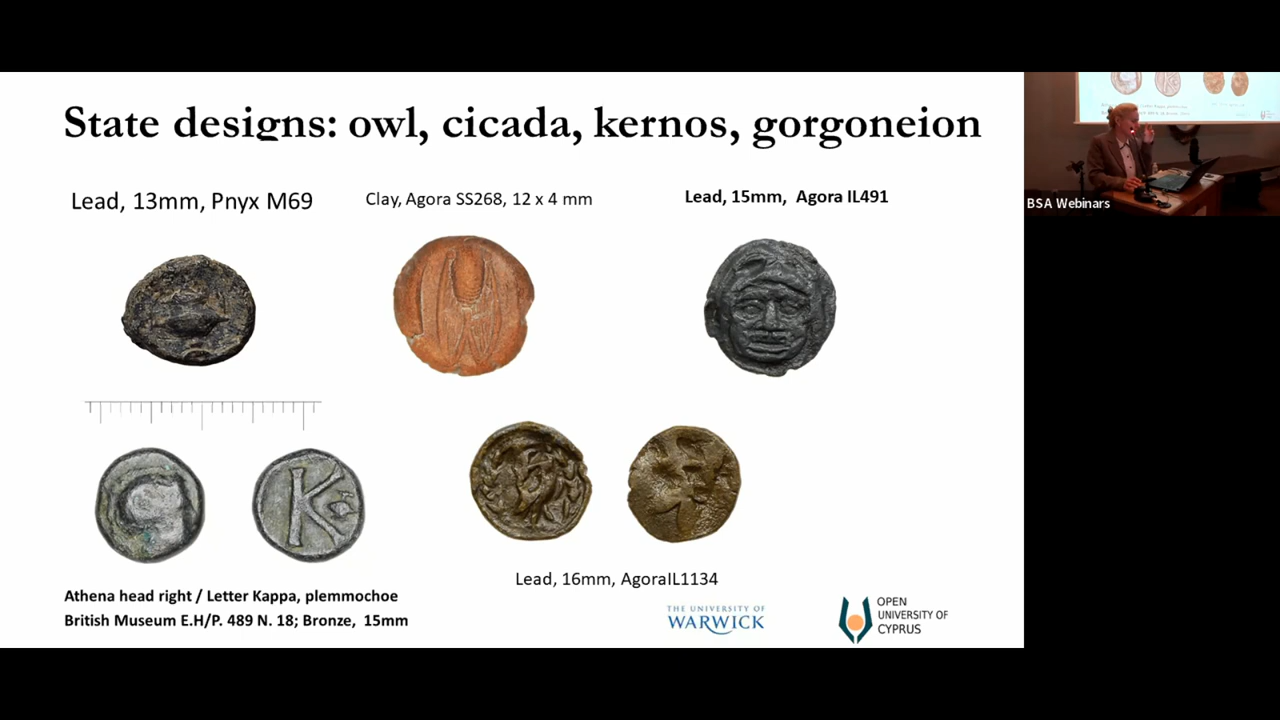 State designs: owl, cicada, kernos, gorgoneion
Lead, 13mm, Pnyx M69
Clay, Agora SS268, 12 x 4 mm
Lead, 15mm, Agora IL491
BSA Webinars
K
Athena head right / Letter Kappa, plemmochoe
British Museum E.H/P. 489 N. 18; Bronze, 15mm
Lead, 16mm, AgoraIL1134
THE UNIVERSITY OF
WARWICK
OPEN
UNIVERSITY OF
CYPRUS